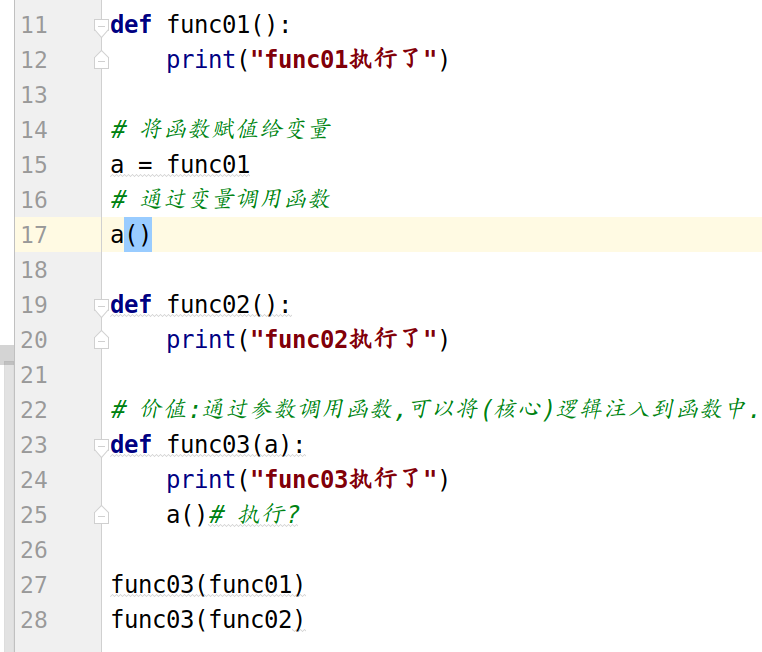 11 def func01():
12     print("func01执行了")
13
14 # 将函数赋值给变量
15 a = func01
16 # 通过变量调用函数
17 a()
18
19 def func02():
20     print("func02执行了")
21
22 # 价值:通过参数调用函数,可以将(核心)逻辑注入到函数中.
23 def func03(a):
24     print("func03执行了")
25     a()# 执行?
26
27 func03(func01)
28 func03(func02)